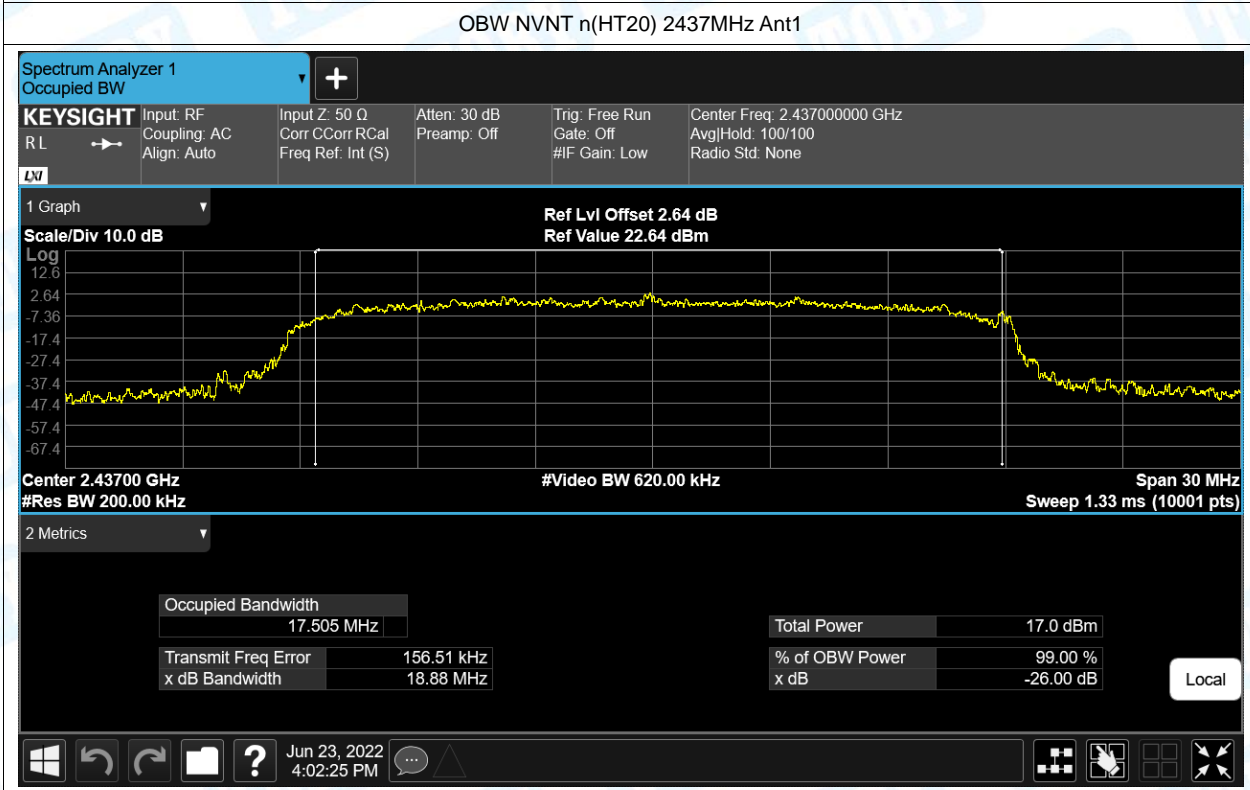 OBW NVNT n(HT20) 2437MHz Ant1
Spectrum Analyzer 1
Occupied BW
KEYSIGHT
R L
LXI
Input: RF
Coupling: AC
Align: Auto
Input Z: 50 Ω
Corr CCorr RCal
Freq Ref: Int (S)
Atten: 30 dB
Preamp: Off
Trig: Free Run
Gate: Off
#IF Gain: Low
Center Freq: 2.437000000 GHz
Avg|Hold: 100/100
Radio Std: None
1 Graph
Scale/Div 10.0 dB
Ref Lvl Offset 2.64 dB
Ref Value 22.64 dBm
Log
12.6
2.64
-7.36
-17.4
-27.4
-37.4
-47.4
-57.4
-67.4
Center 2.43700 GHz
#Res BW 200.00 kHz
#Video BW 620.00 kHz
Span 30 MHz
Sweep 1.33 ms (10001 pts)
2 Metrics
Occupied Bandwidth
17.505 MHz
Total Power 17.0 dBm
Transmit Freq Error 156.51 kHz
% of OBW Power 99.00 %
x dB Bandwidth 18.88 MHz
x dB -26.00 dB
Local
Jun 23, 2022
4:02:25 PM